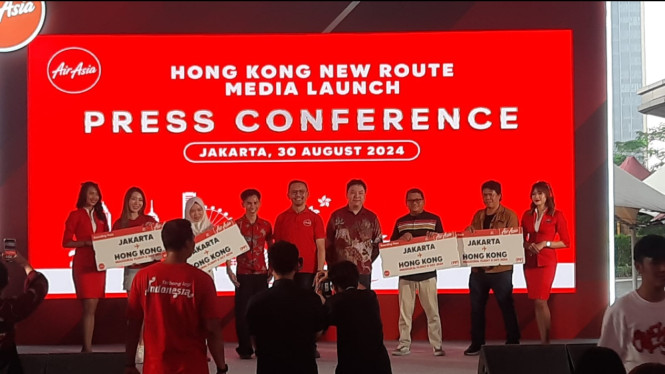 AirAsia
HONG KONG NEW ROUTE
MEDIA LAUNCH
PRESS CONFERENCE
JAKARTA, 30 AUGUST 2024
JAKARTA
HONG KONG
JAKARTA
HONG KONG
JAKARTA
HONG KONG
JAKARTA
HONG KONG
Indonesia